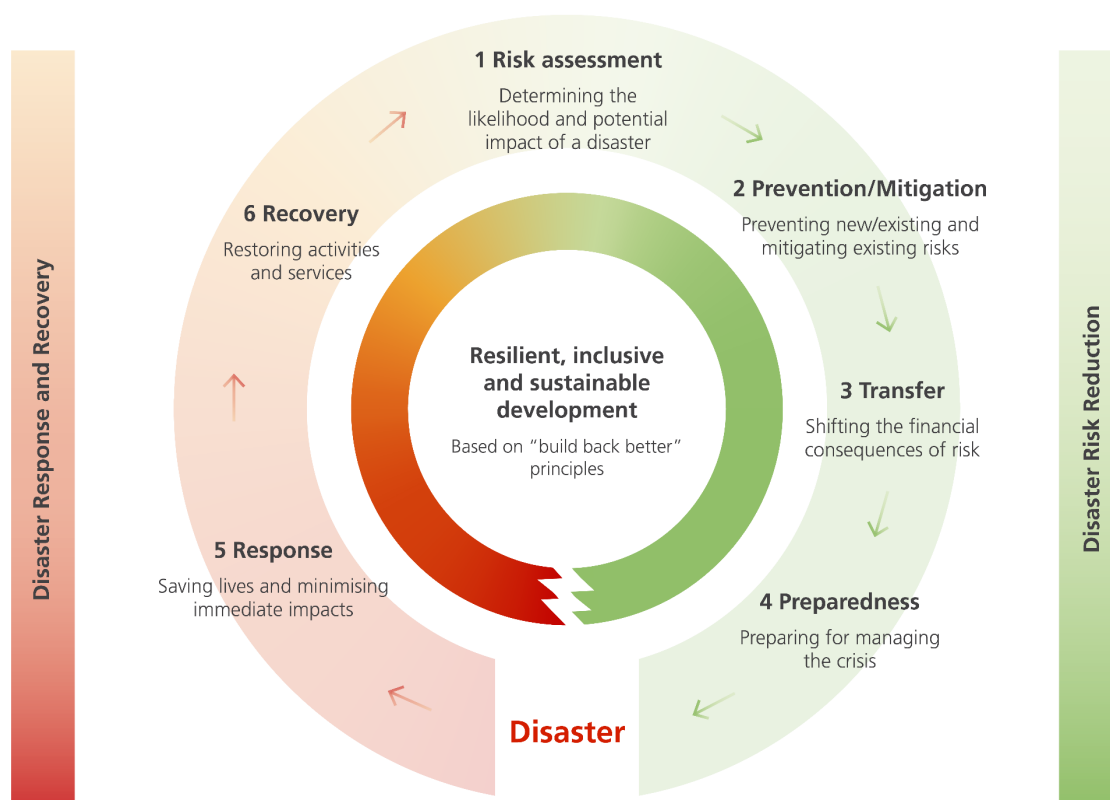 1 Risk assessment
Determining the
likelihood and potential
impact of a disaster
2 Prevention/Mitigation
Preventing new/existing and
mitigating existing risks
3 Transfer
Shifting the financial
consequences of risk
4 Preparedness
Preparing for managing
the crisis
Disaster
5 Response
Saving lives and minimising
immediate impacts
6 Recovery
Restoring activities
and services
Resilient, inclusive
and sustainable
development
Based on “build back better”
principles
Disaster Response and Recovery
Disaster Risk Reduction